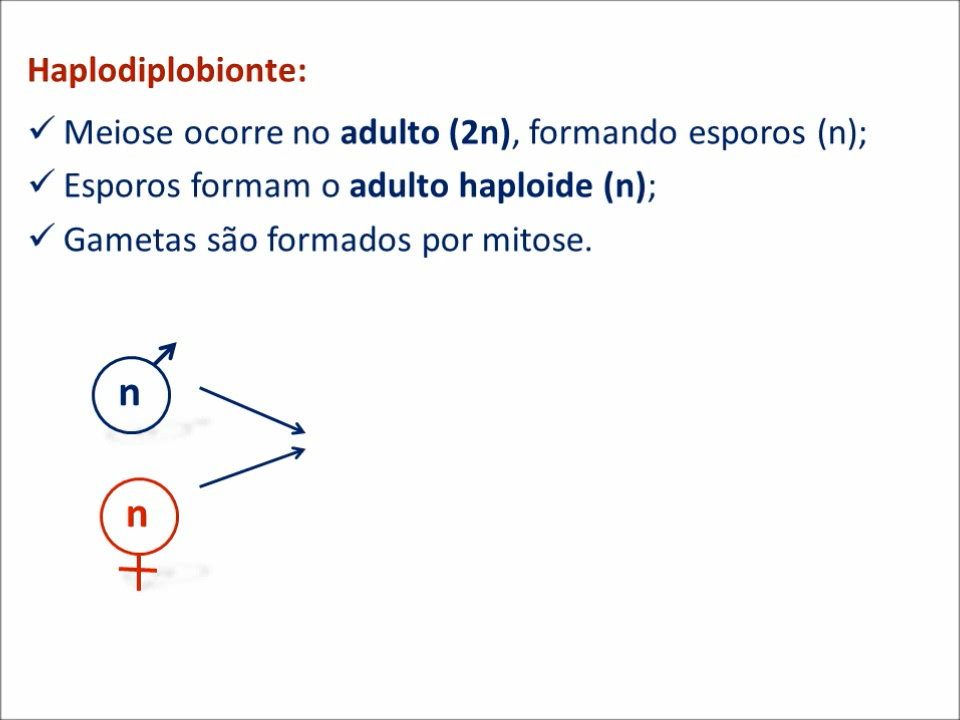 Haplodiplobionte:
✓ Meiose ocorre no adulto (2n), formando esporos (n);
✓ Esporos formam o adulto haploide (n);
✓ Gametas são formados por mitose.
n
n